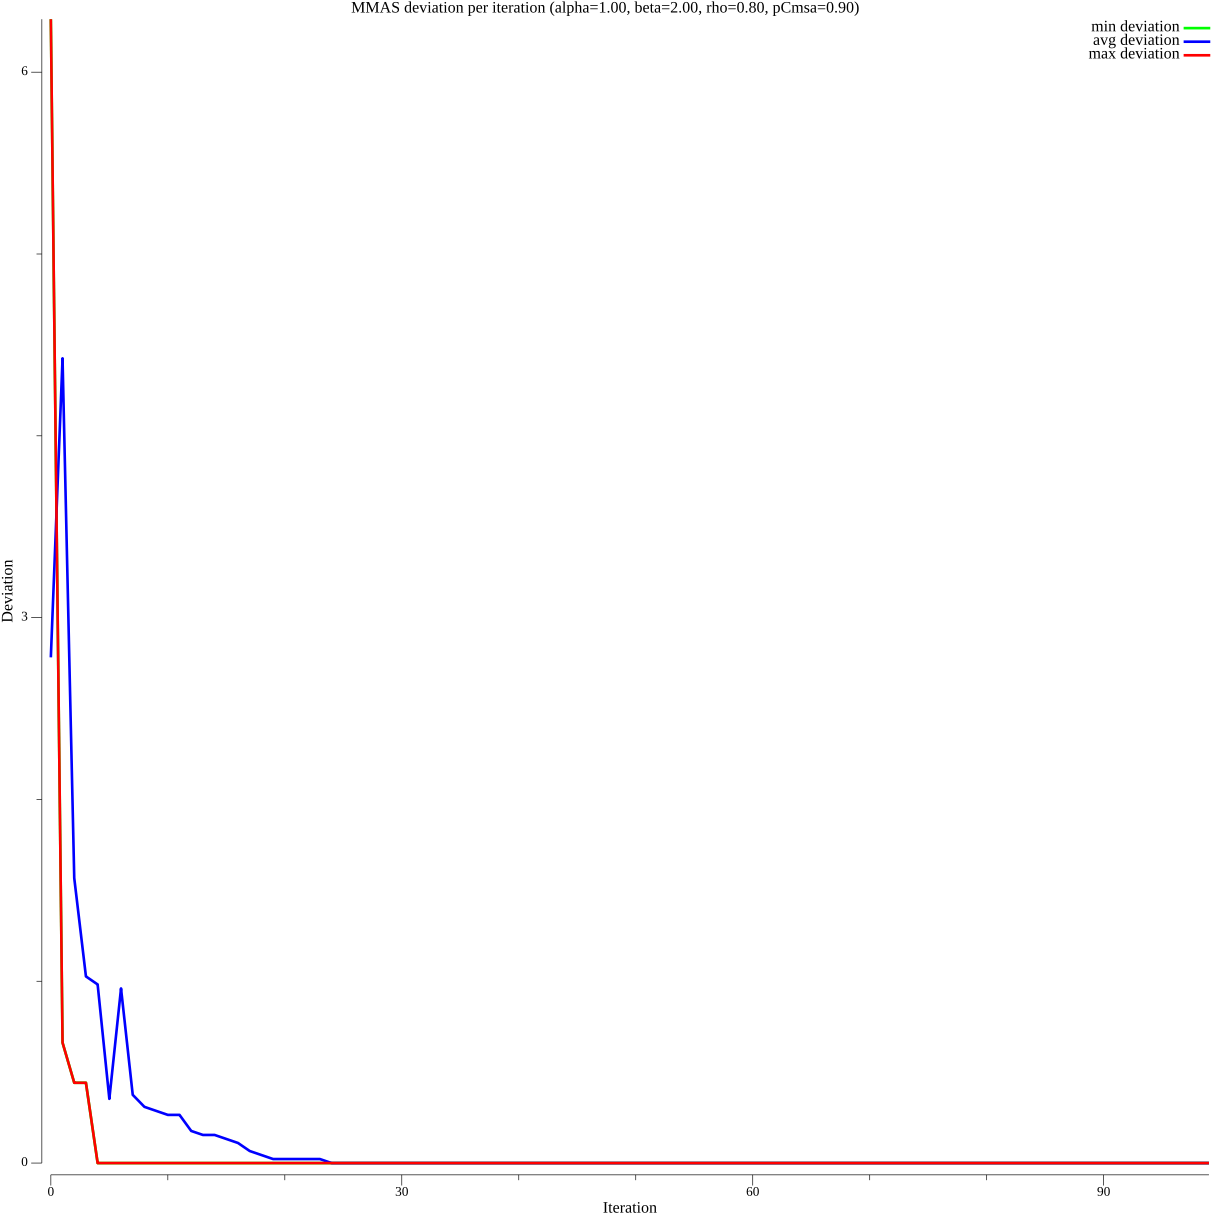 MMAS deviation per iteration (alpha=1.00, beta=2.00, rho=0.80, pCmsa=0.90)
min deviation
avg deviation
max deviation
6
3
0
Deviation
0 30 60 90
Iteration